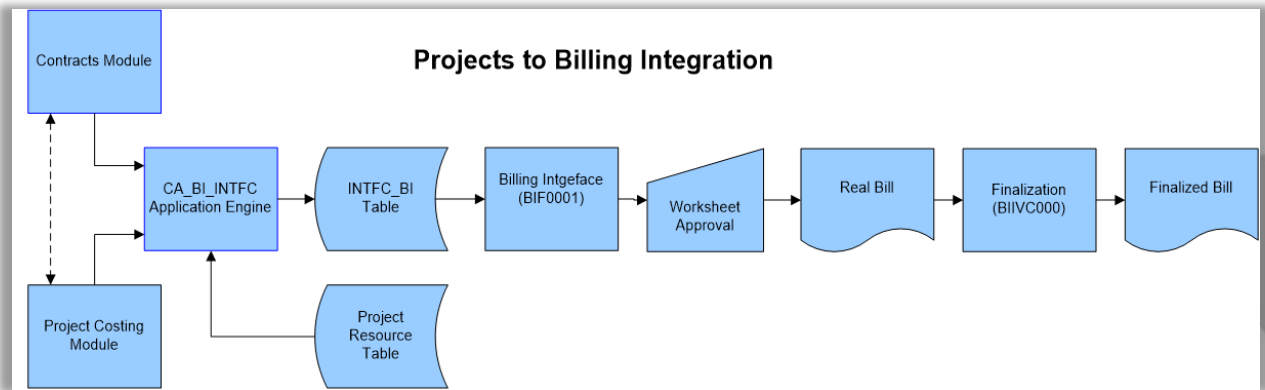 Projects to Billing Integration
Contracts Module
CA_BI_INTFC
Application Engine
INTFC_BI
Table
Billing Intgeface
(BIF0001)
Worksheet
Approval
Real Bill
Finalization
(BIIVC000)
Finalized Bill
Project Costing
Module
Project
Resource
Table